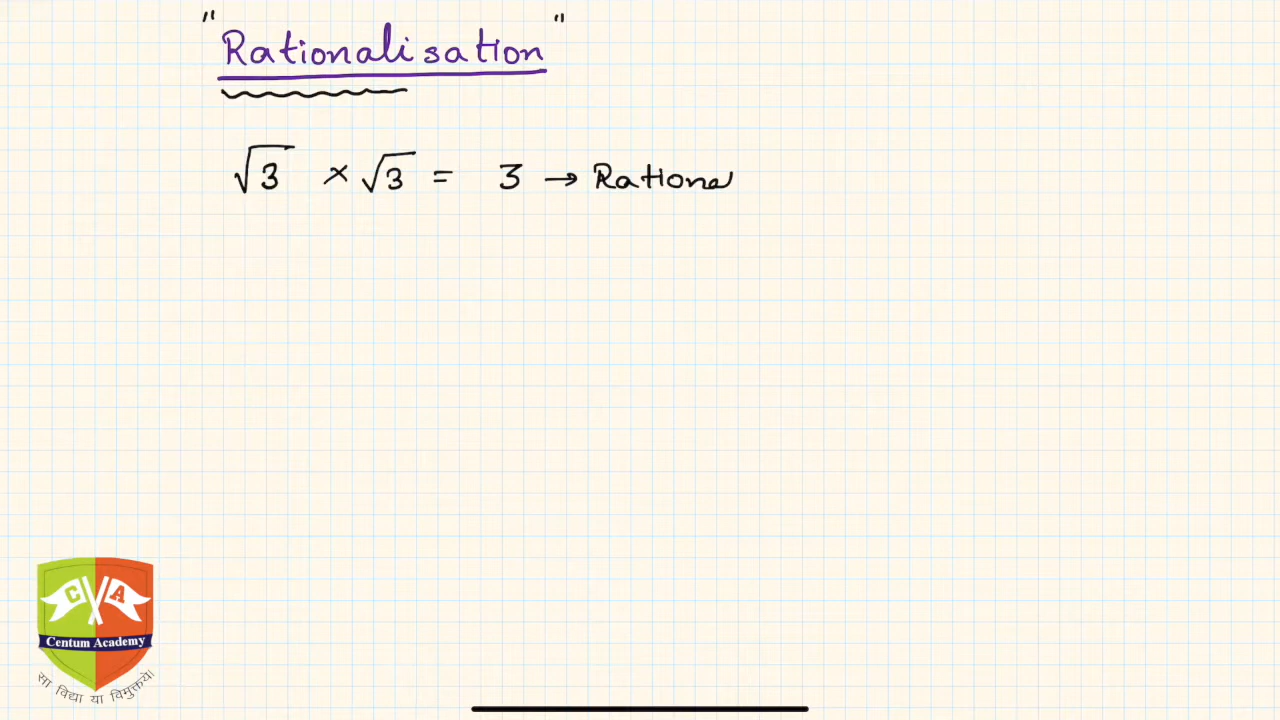 "Rationalisation"
√3 × √3 = 3 → Rationa
C A
Centum Academy
सा विद्या या विमुक्तये।